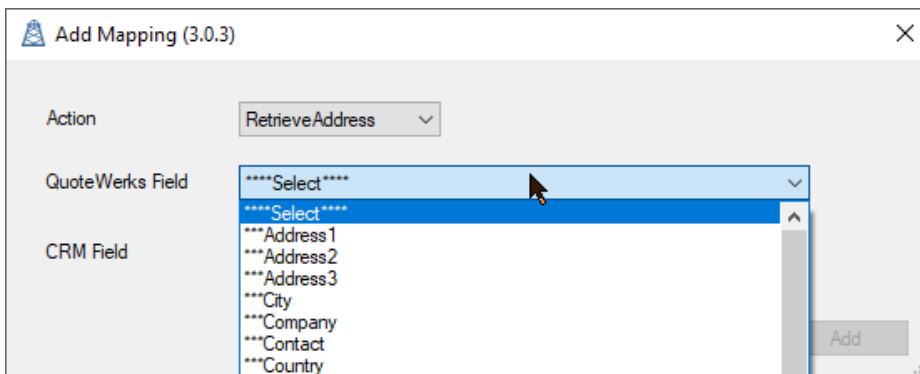 Add Mapping (3.0.3)
Action
RetrieveAddress
QuoteWerks Field
****Select****
****Select****
***Address1
***Address2
***Address3
***City
***Company
***Contact
***Country
CRM Field
Add